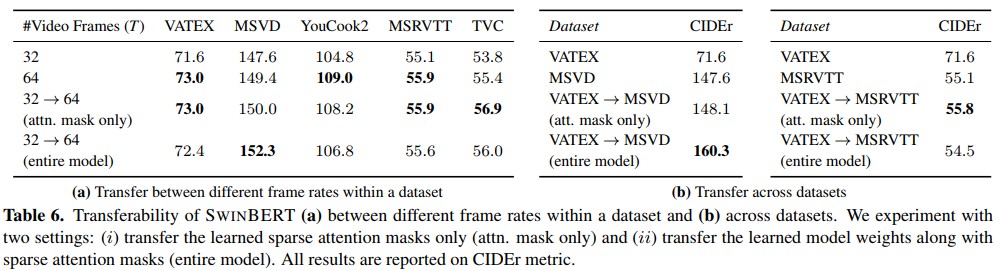 #Video Frames (T) VATEX MSVD YouCook2 MSRVTT TVC
32 71.6 147.6 104.8 55.1 53.8
64 73.0 149.4 109.0 55.9 55.4
32 → 64
(attn. mask only) 73.0 150.0 108.2 55.9 56.9
32 → 64
(entire model) 72.4 152.3 106.8 55.6 56.0
(a) Transfer between different frame rates within a dataset
Dataset CIDEr
VATEX 71.6
MSVD 147.6
VATEX → MSVD
(att. mask only) 148.1
VATEX → MSVD
(entire model) 160.3
Dataset CIDEr
VATEX 71.6
MSRVTT 55.1
VATEX → MSRVTT
(att. mask only) 55.8
VATEX → MSRVTT
(entire model) 54.5
(b) Transfer across datasets
Table 6. Transferability of SWINBERT (a) between different frame rates within a dataset and (b) across datasets. We experiment with
two settings: (i) transfer the learned sparse attention masks only (attn. mask only) and (ii) transfer the learned model weights along with
sparse attention masks (entire model). All results are reported on CIDEr metric.